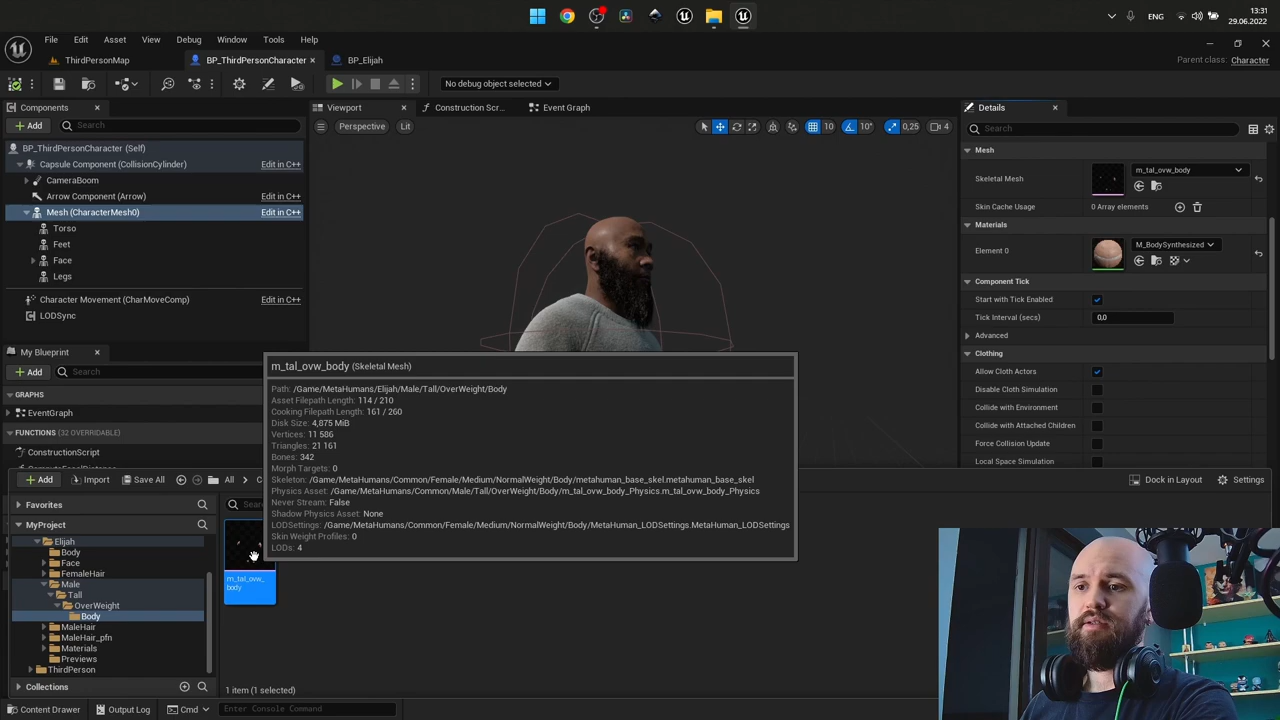 13:31
ENG
29.06.2022
File Edit Asset View Debug Window Tools Help
ThirdPersonMap
BP_ThirdPersonCharacter
BP_Elijah
Parent class: Character
No debug object selected
Components
Add
Search
BP_ThirdPersonCharacter (Self)
Capsule Component (CollisionCylinder) Edit in C++
CameraBoom
Arrow Component (Arrow) Edit in C++
Mesh (CharacterMesh0) Edit in C++
Torso
Feet
Face
Legs
Character Movement (CharMoveComp) Edit in C++
LODSync
My Blueprint
Add
Search
GRAPHS
EventGraph
FUNCTIONS (32 OVERRIDABLE)
ConstructionScript
Viewport
Construction Scr...
Event Graph
Perspective
Lit
10
10°
0,25
4
Details
Search
Mesh
Skeletal Mesh
m_tal_ovw_body
Skin Cache Usage
0 Array elements
Materials
Element 0
M_BodySynthesized
Component Tick
Start with Tick Enabled
Tick Interval (secs)
0,0
Advanced
Clothing
Allow Cloth Actors
Disable Cloth Simulation
Collide with Environment
Collide with Attached Children
Force Collision Update
Local Space Simulation
m_tal_ovw_body (Skeletal Mesh)
Path: /Game/MetaHumans/Elijah/Male/Tall/OverWeight/Body
Asset Filepath Length: 114 / 210
Cooking Filepath Length: 161 / 260
Disk Size: 4,875 MiB
Vertices: 11 586
Triangles: 21 161
Bones: 342
Morph Targets: 0
Skeleton: /Game/MetaHumans/Common/Female/Medium/NormalWeight/Body/metahuman_base_skel.metahuman_base_skel
Physics Asset: /Game/MetaHumans/Common/Male/Tall/OverWeight/Body/m_tal_ovw_body_Physics.m_tal_ovw_body_Physics
Never Stream: False
Shadow Physics Asset: None
LODSettings: /Game/MetaHumans/Common/Female/Medium/NormalWeight/Body/MetaHuman_LODSettings.MetaHuman_LODSettings
Skin Weight Profiles: 0
LODs: 4
Add
Import
Save All
All
Dock in Layout
Settings
Favorites
MyProject
Elijah
Body
Face
FemaleHair
Male
Tall
OverWeight
Body
MaleHair
MaleHair_pfn
Materials
Previews
ThirdPerson
Collections
m_tal_ovw_
body
1 item (1 selected)
Content Drawer
Output Log
Cmd
Enter Console Command